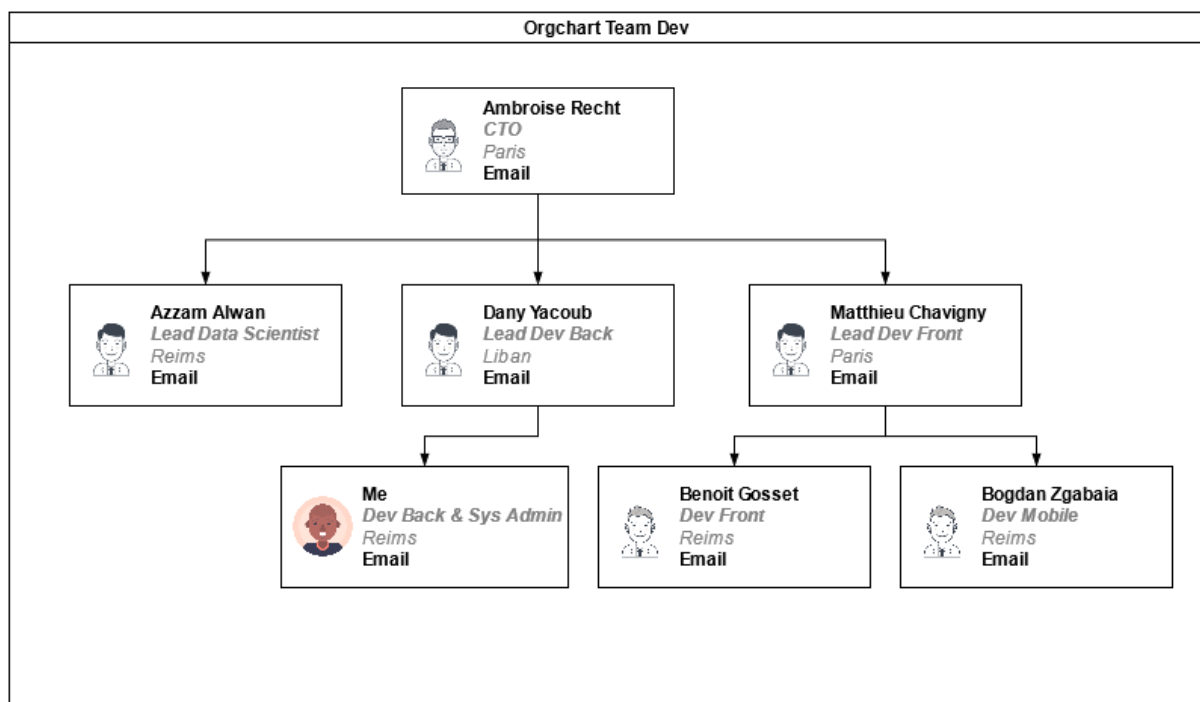 Orgchart Team Dev
Ambroise Recht
CTO
Paris
Email
Azzam Alwan
Lead Data Scientist
Reims
Email
Dany Yacoub
Lead Dev Back
Liban
Email
Matthieu Chavigny
Lead Dev Front
Paris
Email
Me
Dev Back & Sys Admin
Reims
Email
Benoit Gosset
Dev Front
Reims
Email
Bogdan Zgabaia
Dev Mobile
Reims
Email